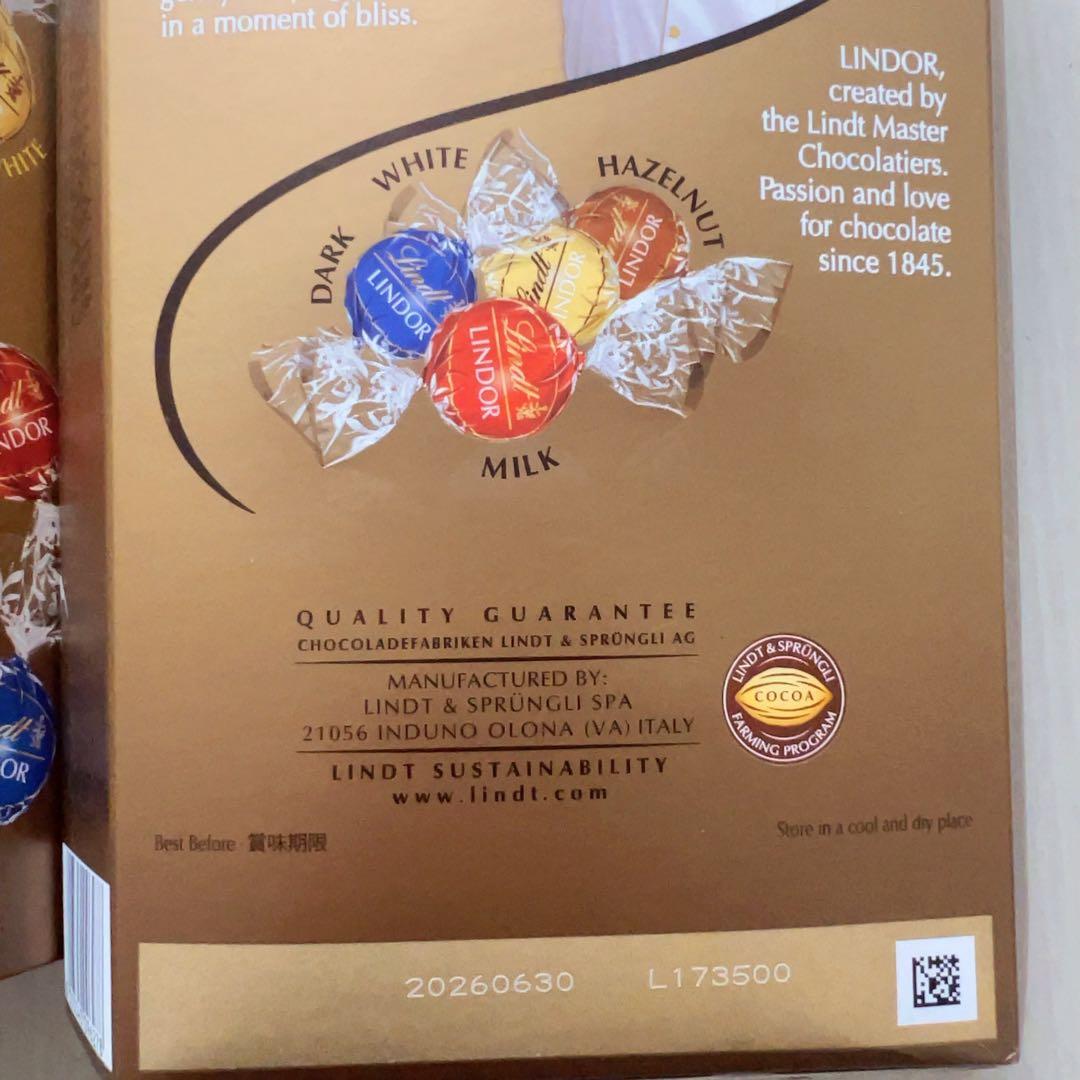 in a moment of bliss.
LINDOR,
created by
the Lindt Master
Chocolatiers.
Passion and love
for chocolate
since 1845.
DARK
WHITE
HAZELNUT
Lindt
LINDOR
Lindt
LINDOR
LINDOR
Lindt
LINDOR
MILK
QUALITY GUARANTEE
CHOCOLADEFABRIKEN LINDT & SPRÜNGLI AG
MANUFACTURED BY:
LINDT & SPRÜNGLI SPA
21056 INDUNO OLONA (VA) ITALY
LINDT SUSTAINABILITY
www.lindt.com
LINDT & SPRÜNGLI
COCOA
FARMING PROGRAM
Best Before 賞味期限
Store in a cool and dry place
20260630 L173500